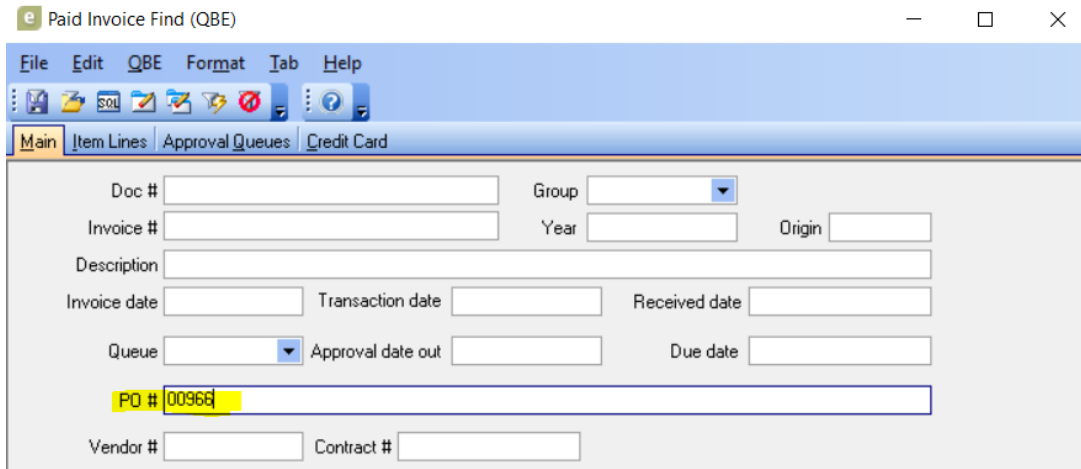 e Paid Invoice Find (QBE)
File Edit QBE Format Tab Help
SQL ?
Main Item Lines Approval Queues Credit Card
Doc # Group
Invoice # Year Origin
Description
Invoice date Transaction date Received date
Queue Approval date out Due date
PO # 00966
Vendor # Contract #